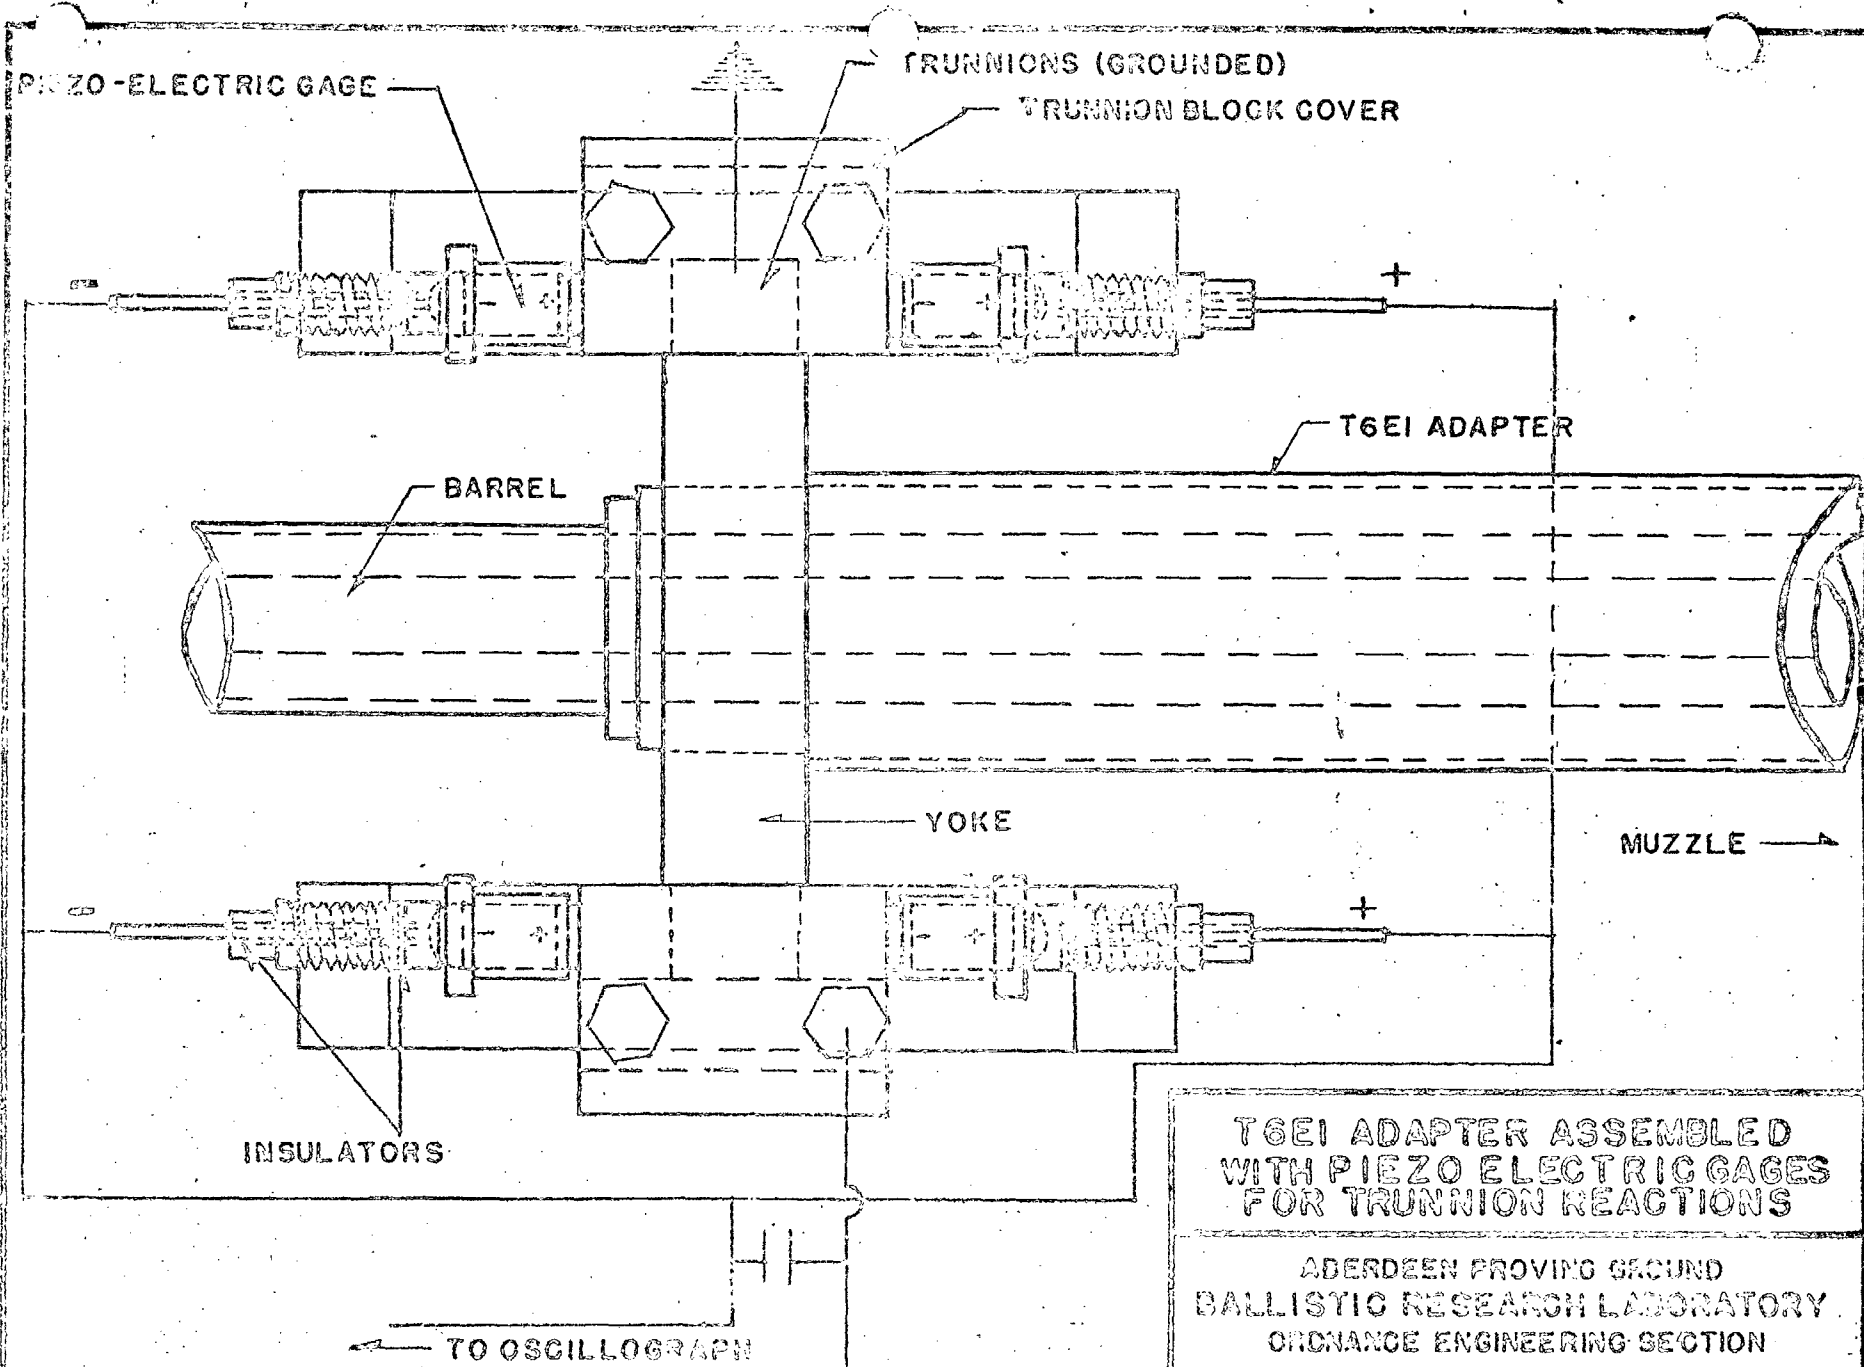 PIEZO-ELECTRIC GAGE
TRUNNIONS (GROUNDED)
TRUNNION BLOCK COVER
+
T6E1 ADAPTER
BARREL
YOKE
MUZZLE
+
INSULATORS
T6E1 ADAPTER ASSEMBLED
WITH PIEZO ELECTRIC GAGES
FOR TRUNNION REACTIONS
ABERDEEN PROVING GROUND
BALLISTIC RESEARCH LABORATORY
ORDNANCE ENGINEERING SECTION
TO OSCILLOGRAPH